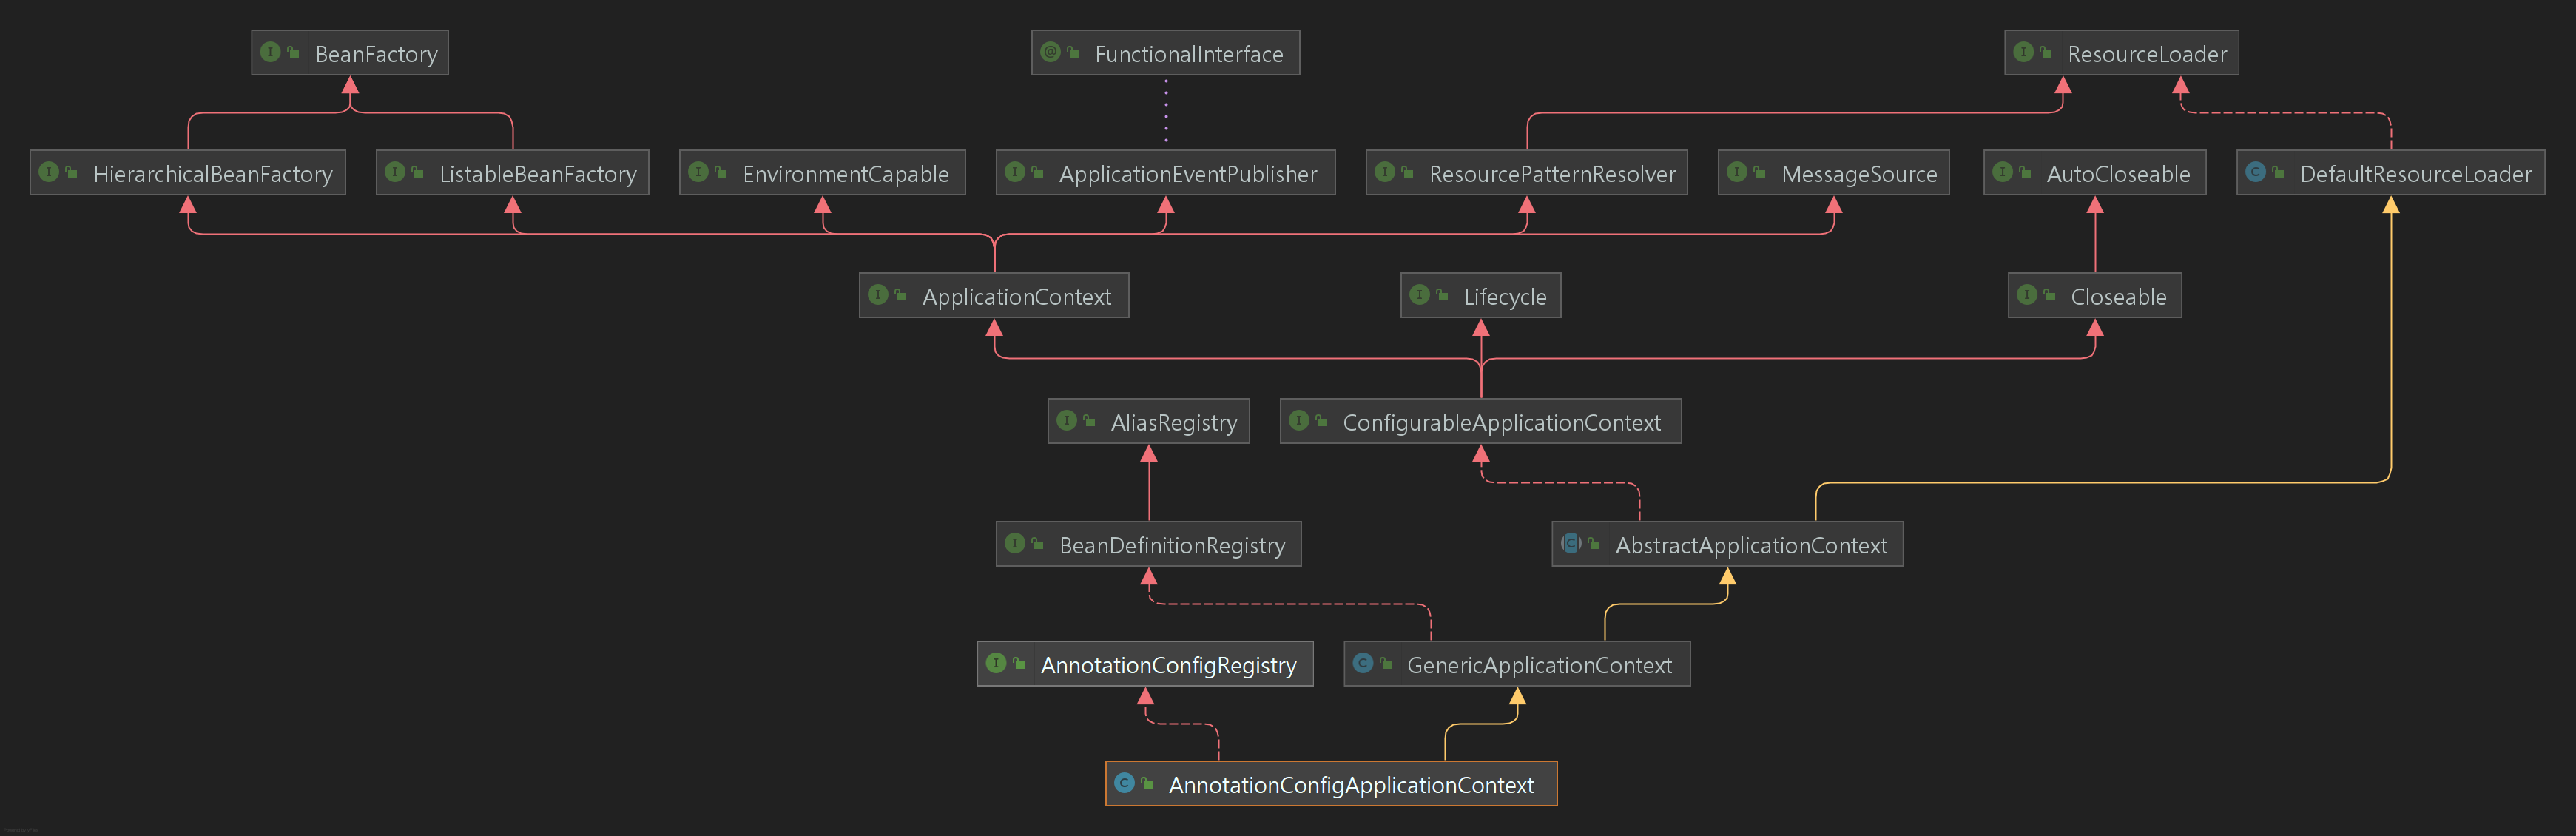 BeanFactory
FunctionalInterface
ResourceLoader
HierarchicalBeanFactory
ListableBeanFactory
EnvironmentCapable
ApplicationEventPublisher
ResourcePatternResolver
MessageSource
AutoCloseable
DefaultResourceLoader
ApplicationContext
Lifecycle
Closeable
AliasRegistry
ConfigurableApplicationContext
BeanDefinitionRegistry
AbstractApplicationContext
AnnotationConfigRegistry
GenericApplicationContext
AnnotationConfigApplicationContext